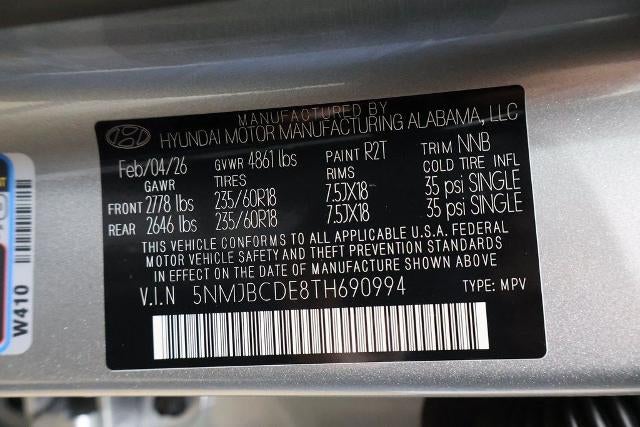 MANUFACTURED BY
HYUNDAI MOTOR MANUFACTURING ALABAMA, LLC
Feb/04/26 GVWR 4861 lbs PAINT R2T TRIM NNB
GAWR TIRES RIMS COLD TIRE INFL
FRONT 2778 lbs 235/60R18 7.5JX18 35 psi SINGLE
REAR 2646 lbs 235/60R18 7.5JX18 35 psi SINGLE
THIS VEHICLE CONFORMS TO ALL APPLICABLE U.S.A. FEDERAL
MOTOR VEHICLE SAFETY AND THEFT PREVENTION STANDARDS
IN EFFECT ON THE DATE OF MANUFACTURE SHOWN ABOVE
V.I.N 5NMJBCDE8TH690994 TYPE: MPV
W410